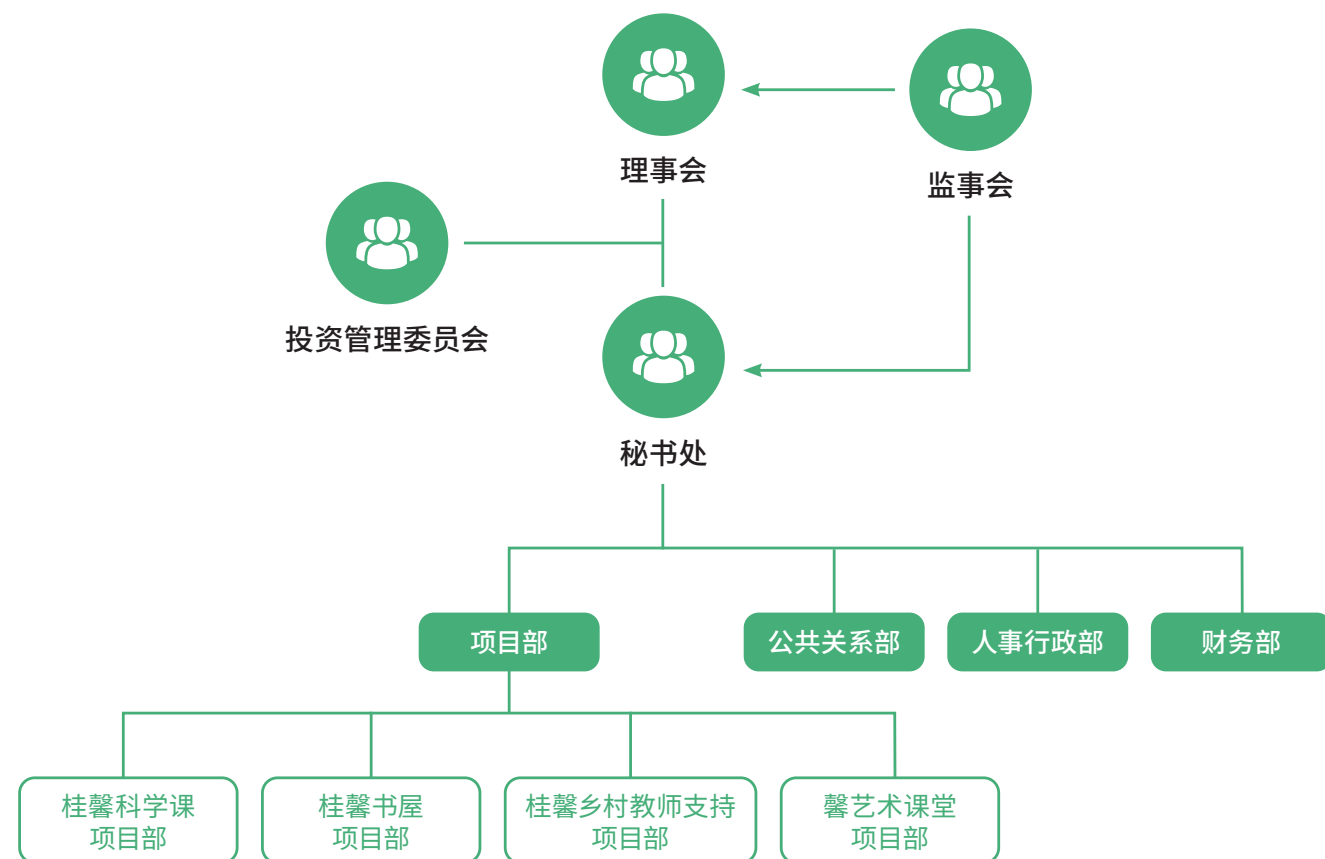 理事会
监事会
投资管理委员会
秘书处
项目部
公共关系部
人事行政部
财务部
桂馨科学课
项目部
桂馨书屋
项目部
桂馨乡村教师支持
项目部
馨艺术课堂
项目部